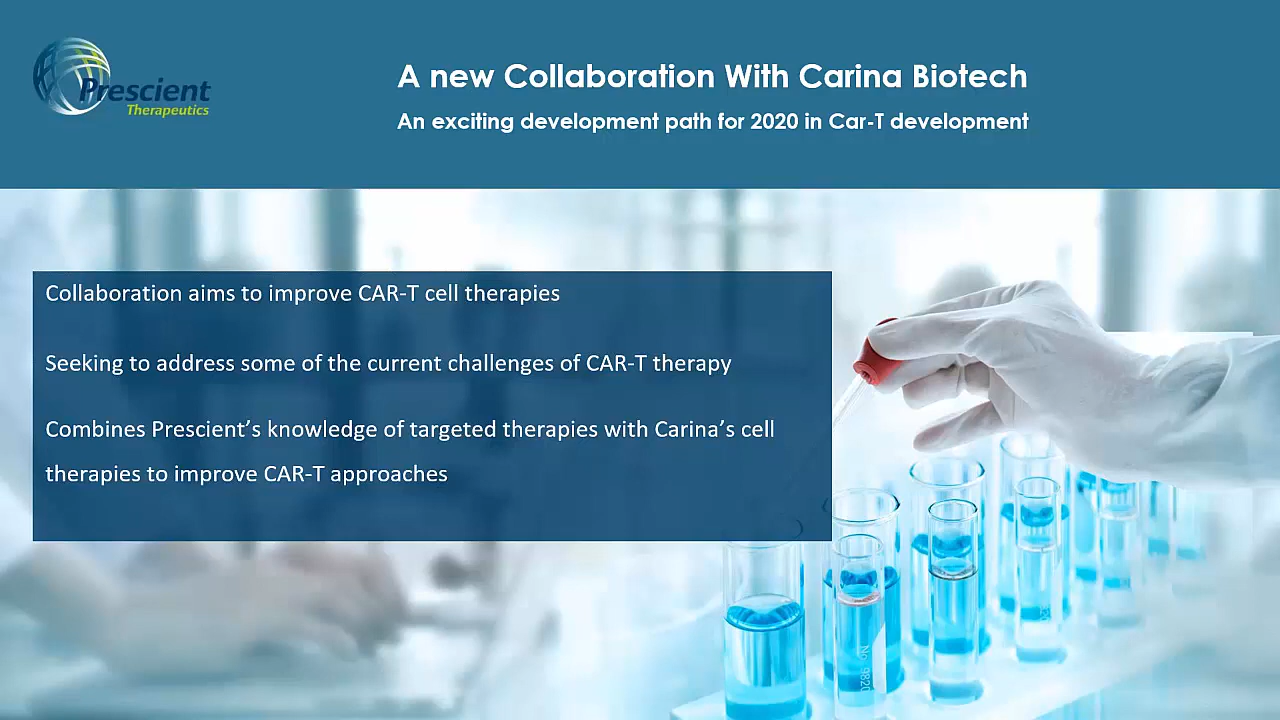 Prescient
Therapeutics
A new Collaboration With Carina Biotech
An exciting development path for 2020 in Car-T development
Collaboration aims to improve CAR-T cell therapies
Seeking to address some of the current challenges of CAR-T therapy
Combines Prescient’s knowledge of targeted therapies with Carina’s cell
therapies to improve CAR-T approaches
No 982